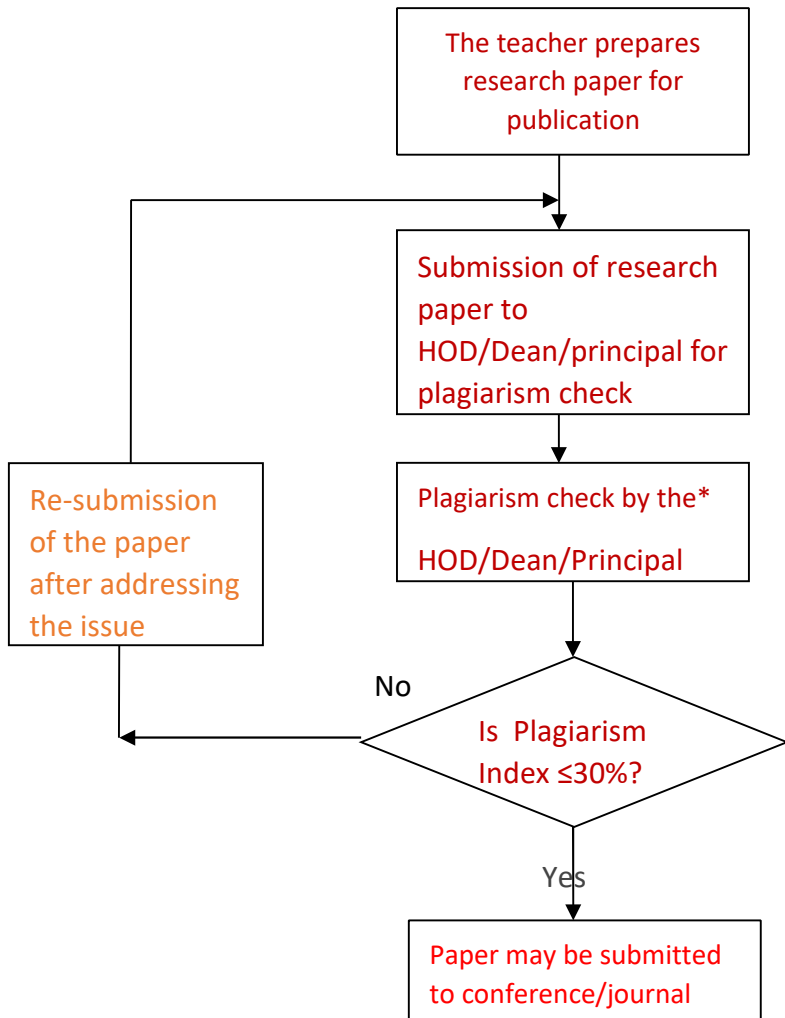 The teacher prepares
research paper for
publication
Submission of research
paper to
HOD/Dean/principal for
plagiarism check
Plagiarism check by the*
HOD/Dean/Principal
Re-submission
of the paper
after addressing
the issue
No
Is Plagiarism
Index ≤30%?
Yes
Paper may be submitted
to conference/journal